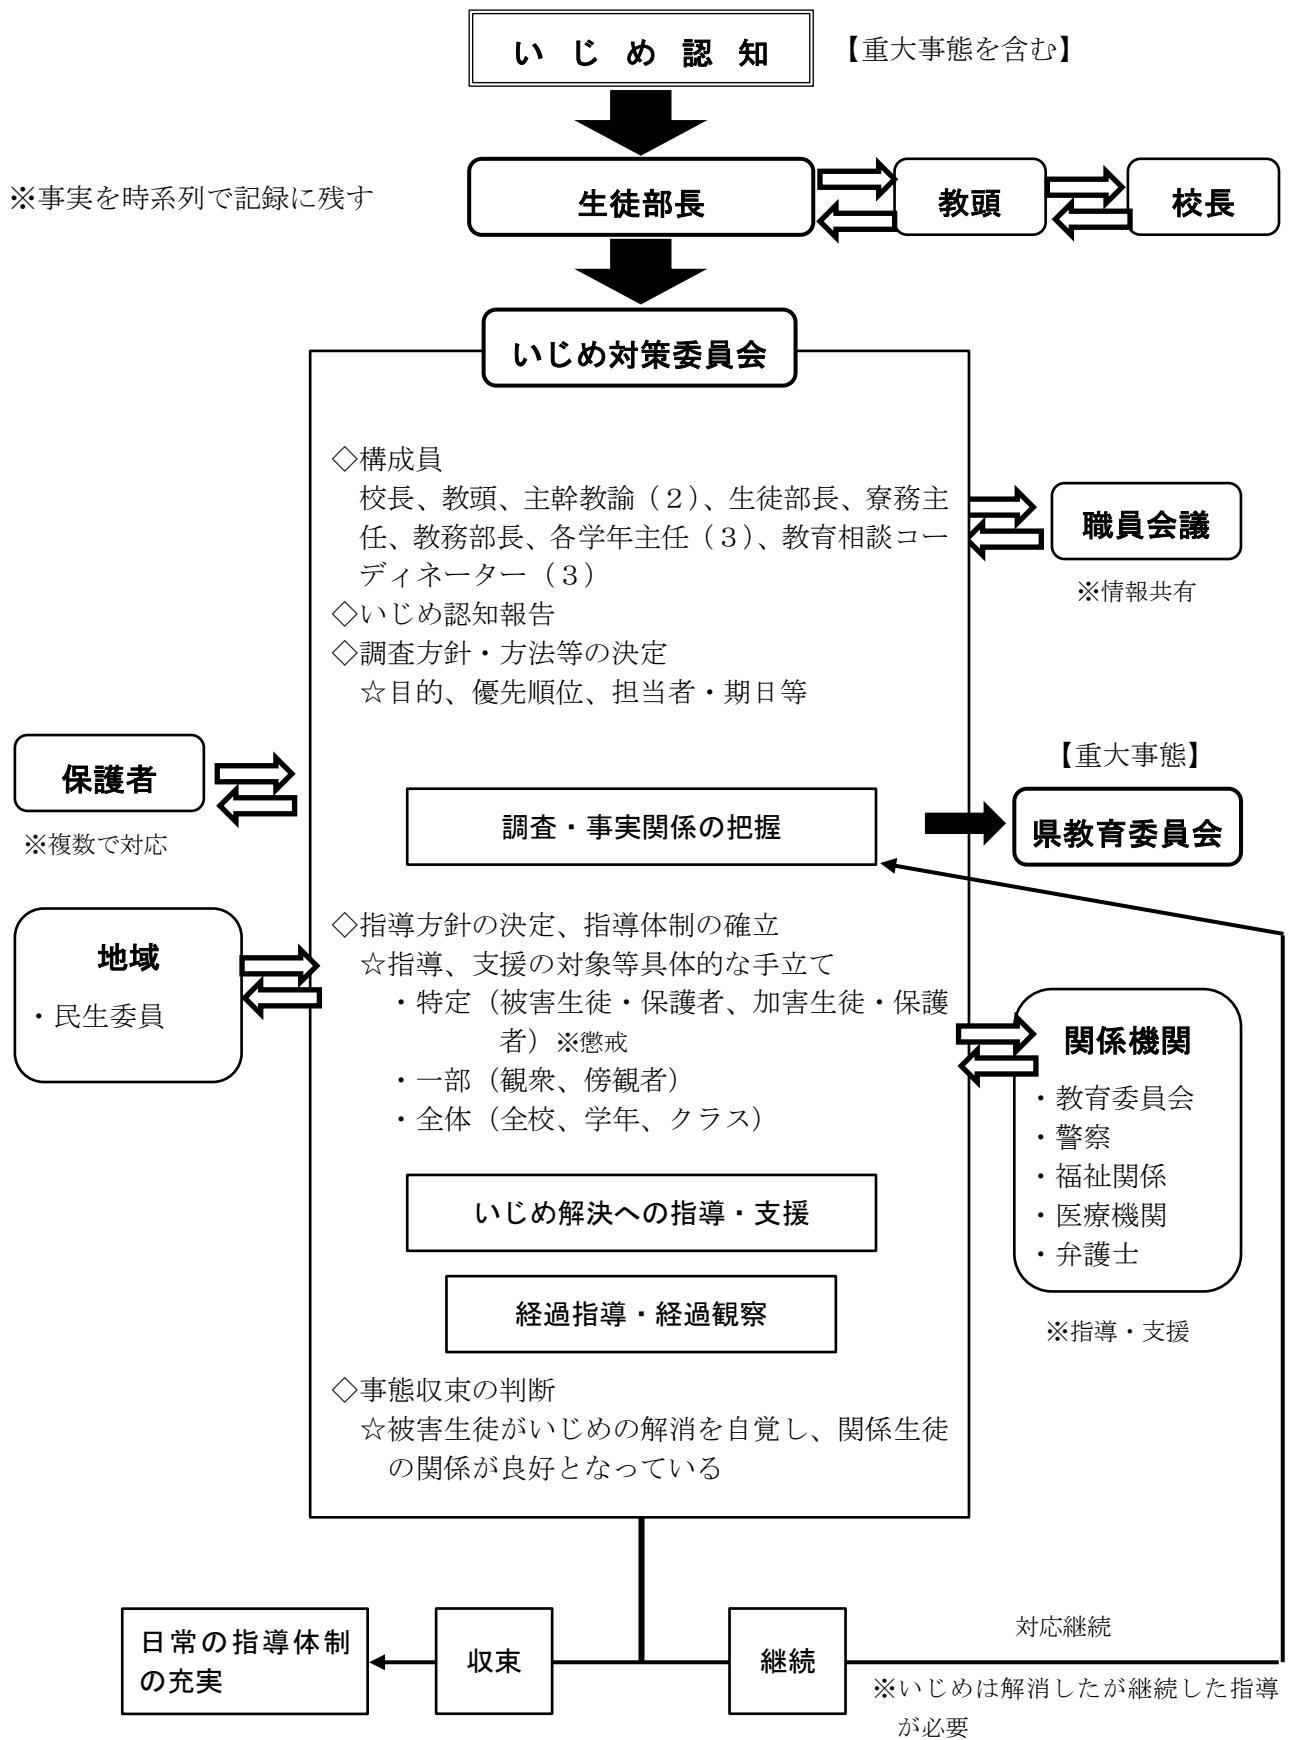 いじめ認知
【重大事態を含む】
※事実を時系列で記録に残す
生徒部長
教頭
校長
いじめ対策委員会
◇構成員
校長、教頭、主幹教諭（２）、生徒部長、寮務主
任、教務部長、各学年主任（３）、教育相談コー
ディネーター（３）
◇いじめ認知報告
◇調査方針・方法等の決定
☆目的、優先順位、担当者・期日等
職員会議
※情報共有
保護者
※複数で対応
【重大事態】
調査・事実関係の把握
県教育委員会
地域
・民生委員
◇指導方針の決定、指導体制の確立
☆指導、支援の対象等具体的な手立て
・特定（被害生徒・保護者、加害生徒・保護
者）※懲戒
・一部（観衆、傍観者）
・全体（全校、学年、クラス）
関係機関
・教育委員会
・警察
・福祉関係
・医療機関
・弁護士
※指導・支援
いじめ解決への指導・支援
経過指導・経過観察
◇事態収束の判断
☆被害生徒がいじめの解消を自覚し、関係生徒
の関係が良好となっている
日常の指導体制
の充実
収束
継続
対応継続
※いじめは解消したが継続した指導
が必要